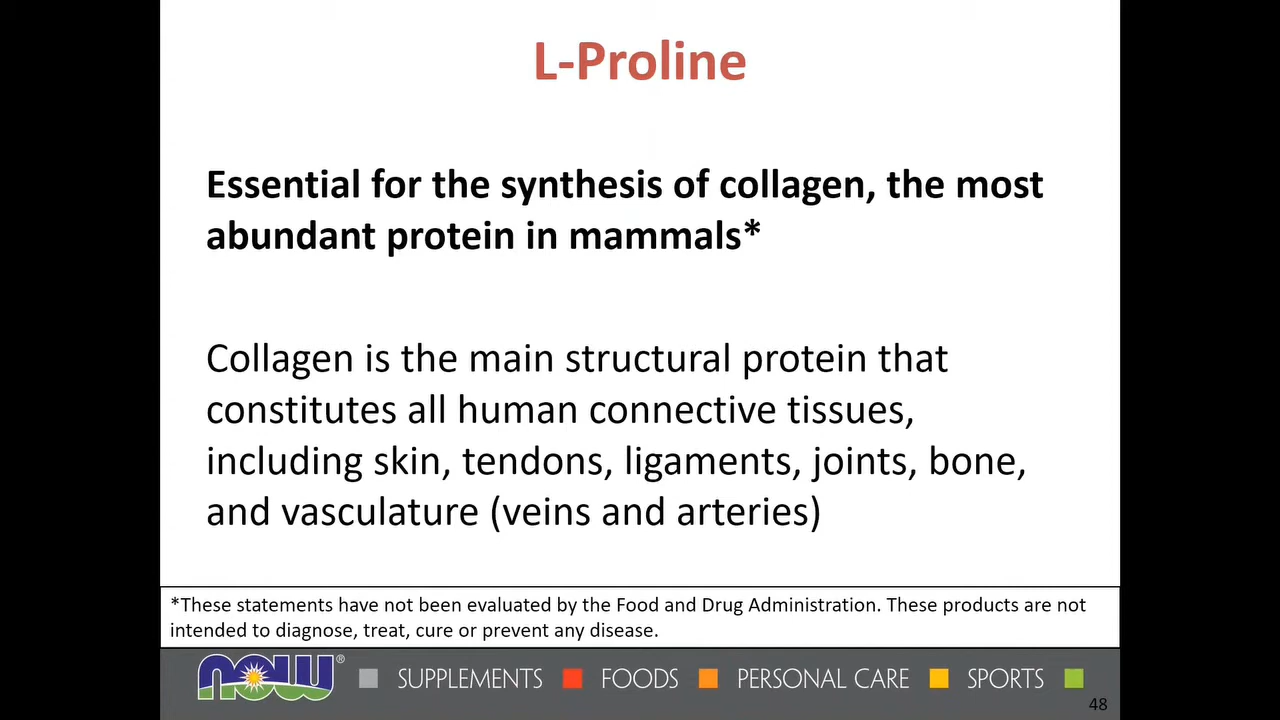 L-Proline
Essential for the synthesis of collagen, the most
abundant protein in mammals*
Collagen is the main structural protein that
constitutes all human connective tissues,
including skin, tendons, ligaments, joints, bone,
and vasculature (veins and arteries)
*These statements have not been evaluated by the Food and Drug Administration. These products are not
intended to diagnose, treat, cure or prevent any disease.
now® SUPPLEMENTS FOODS PERSONAL CARE SPORTS
48